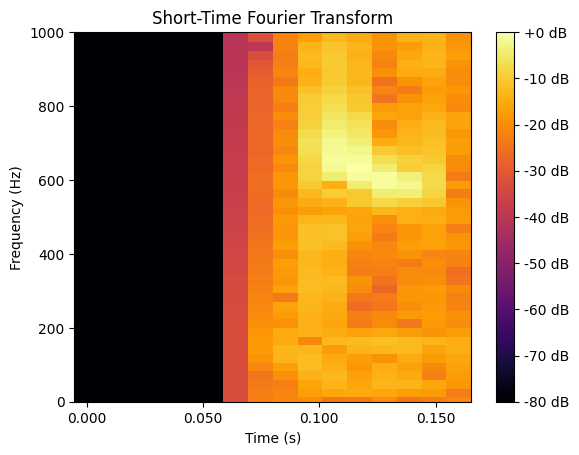 Short-Time Fourier Transform
1000
800
600
400
200
0
Frequency (Hz)
0.000
0.050
0.100
0.150
Time (s)
+0 dB
-10 dB
-20 dB
-30 dB
-40 dB
-50 dB
-60 dB
-70 dB
-80 dB